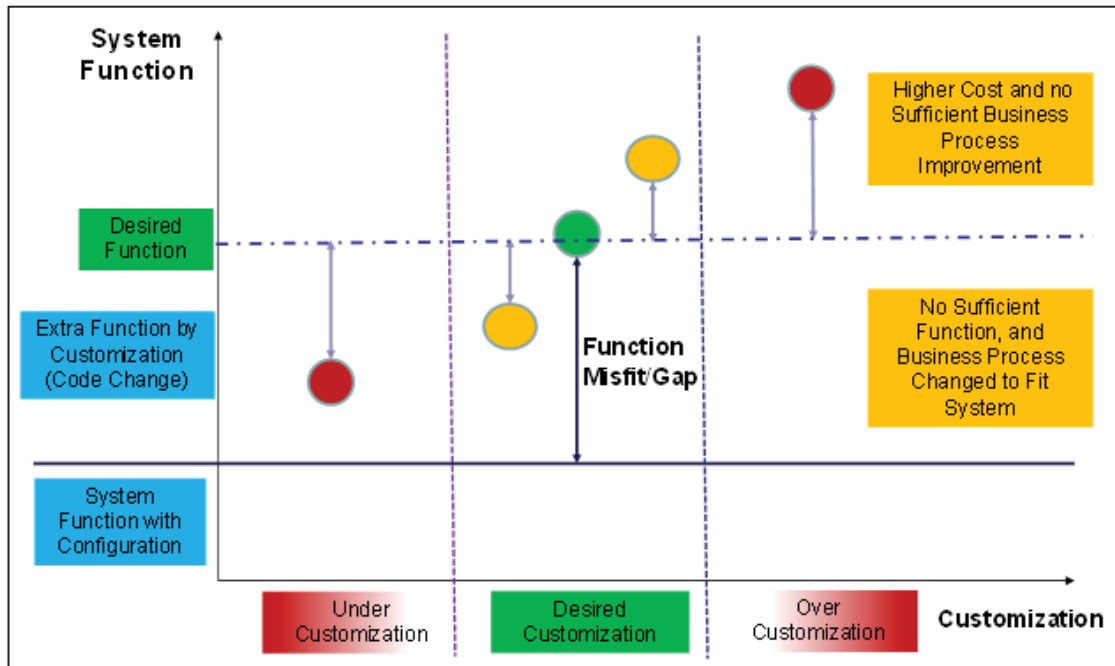 System
Function
Higher Cost and no
Sufficient Business
Process
Improvement
Desired
Function
Extra Function by
Customization
(Code Change)
Function
Misfit/Gap
No Sufficient
Function, and
Business Process
Changed to Fit
System
System
Function with
Configuration
Under
Customization
Desired
Customization
Over
Customization
Customization